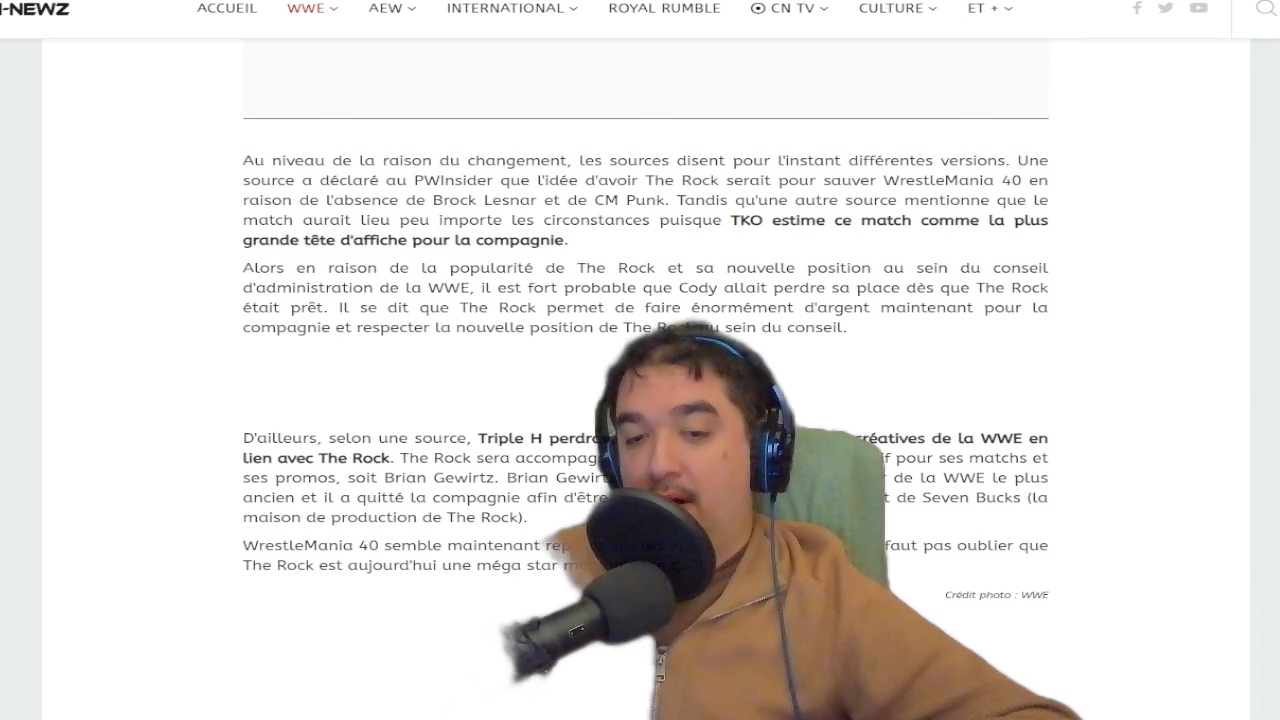 -NEWZ
ACCUEIL WWE AEW INTERNATIONAL ROYAL RUMBLE CN TV CULTURE ET +
Au niveau de la raison du changement, les sources disent pour l'instant différentes versions. Une
source a déclaré au PWInsider que l'idée d'avoir The Rock serait pour sauver WrestleMania 40 en
raison de l'absence de Brock Lesnar et de CM Punk. Tandis qu'une autre source mentionne que le
match aurait lieu peu importe les circonstances puisque TKO estime ce match comme la plus
grande tête d'affiche pour la compagnie.
Alors en raison de la popularité de The Rock et sa nouvelle position au sein du conseil
d'administration de la WWE, il est fort probable que Cody allait perdre sa place dès que The Rock
était prêt. Il se dit que The Rock permet de faire énormément d'argent maintenant pour la
compagnie et respecter la nouvelle position de The Rock au sein du conseil.
D'ailleurs, selon une source, Triple H créatives de la WWE en
lien avec The Rock. The Rock sera pour ses matchs et
ses promos, soit Brian Gewirtz. Brian de la WWE le plus
ancien et il a quitté la compagnie afin d'être de Seven Bucks (la
maison de production de The Rock).
WrestleMania 40 semble maintenant faut pas oublier que
The Rock est aujourd'hui une méga star
Crédit photo : WWE